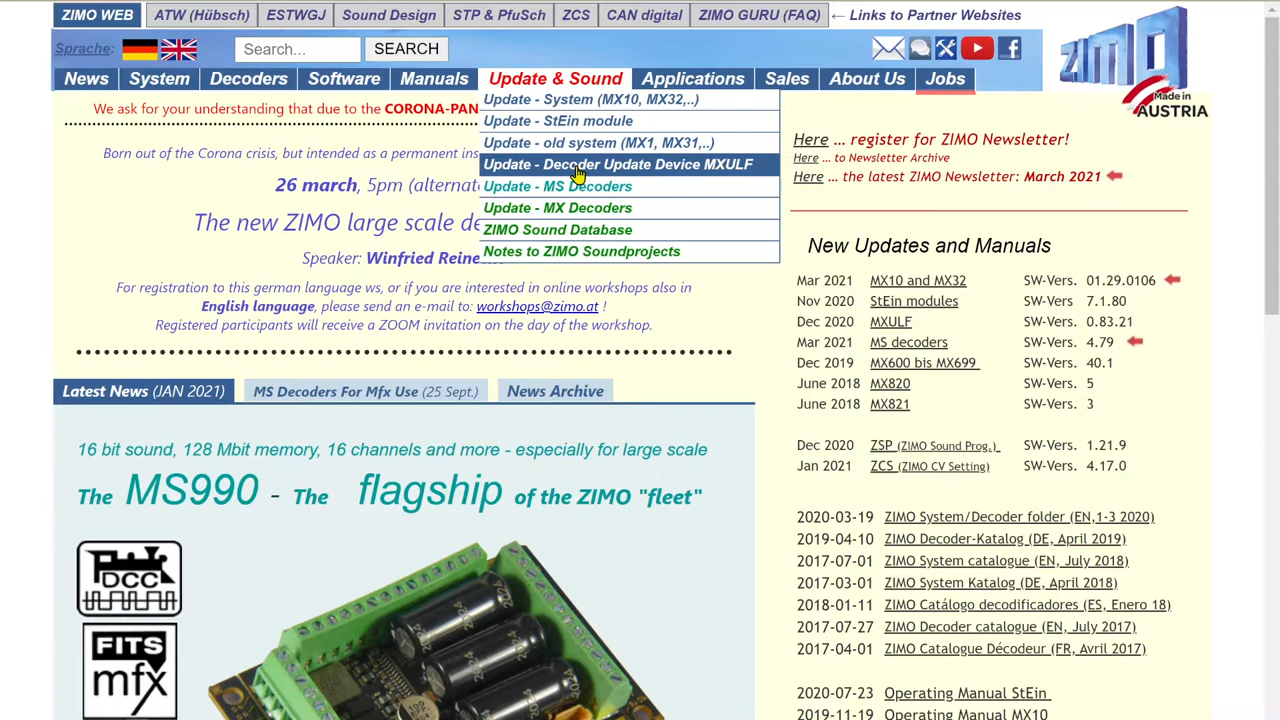 ZIMO WEB
ATW (Hübsch)
ESTWGJ
Sound Design
STP & PfuSch
ZCS
CAN digital
ZIMO GURU (FAQ)
← Links to Partner Websites
Sprache:
Search...
SEARCH
ZIMO
Made in
AUSTRIA
News
System
Decoders
Software
Manuals
Update & Sound
Applications
Sales
About Us
Jobs
Update - System (MX10, MX32,..)
Update - StEin module
Update - old system (MX1, MX31,..)
Update - Decoder Update Device MXULF
Update - MS Decoders
Update - MX Decoders
ZIMO Sound Database
Notes to ZIMO Soundprojects
We ask for your understanding that due to the CORONA-PAN
Born out of the Corona crisis, but intended as a permanent ins
26 march, 5pm (alternat
The new ZIMO large scale de
Speaker: Winfried Reine
For registration to this german language ws, or if you are interested in online workshops also in
English language, please send an e-mail to: workshops@zimo.at !
Registered participants will receive a ZOOM invitation on the day of the workshop.
Latest News (JAN 2021)
MS Decoders For Mfx Use (25 Sept.)
News Archive
16 bit sound, 128 Mbit memory, 16 channels and more - especially for large scale
The MS990 - The flagship of the ZIMO "fleet"
DCC
FITS
mfx
Here ... register for ZIMO Newsletter!
Here ... to Newsletter Archive
Here ... the latest ZIMO Newsletter: March 2021
New Updates and Manuals
Mar 2021 MX10 and MX32 SW-Vers. 01.29.0106
Nov 2020 StEin modules SW-Vers. 7.1.80
Dec 2020 MXULF SW-Vers. 0.83.21
Mar 2021 MS decoders SW-Vers. 4.79
Dec 2019 MX600 bis MX699 SW-Vers. 40.1
June 2018 MX820 SW-Vers. 5
June 2018 MX821 SW-Vers. 3
Dec 2020 ZSP (ZIMO Sound Prog.) SW-Vers. 1.21.9
Jan 2021 ZCS (ZIMO CV Setting) SW-Vers. 4.17.0
2020-03-19 ZIMO System/Decoder folder (EN,1-3 2020)
2019-04-10 ZIMO Decoder-Katalog (DE, April 2019)
2017-07-01 ZIMO System catalogue (EN, July 2018)
2017-03-01 ZIMO System Katalog (DE, April 2018)
2018-01-11 ZIMO Catálogo decodificadores (ES, Enero 18)
2017-07-27 ZIMO Decoder catalogue (EN, July 2017)
2017-04-01 ZIMO Catalogue Décodeur (FR, Avril 2017)
2020-07-23 Operating Manual StEin
2019-11-19 Operating Manual MX10